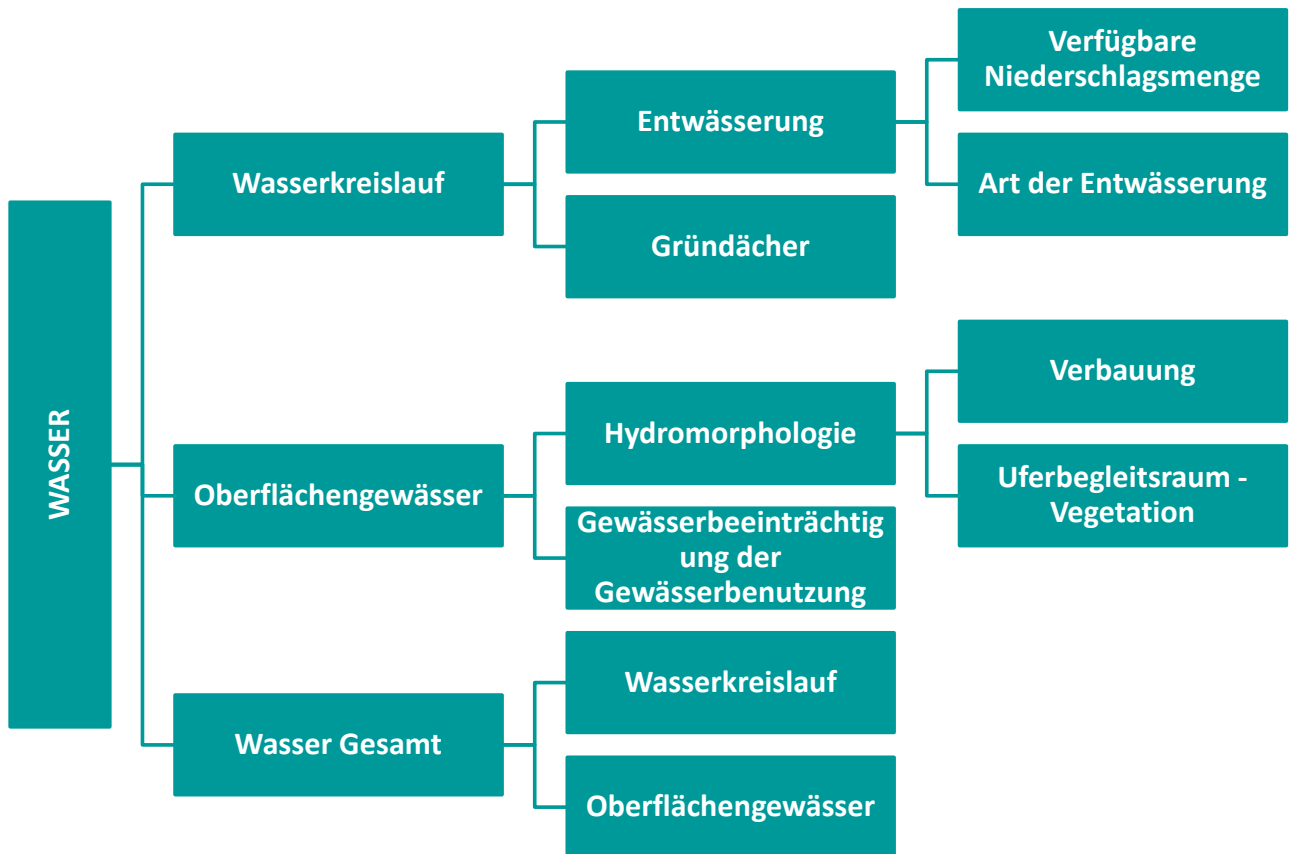 WASSER
Wasserkreislauf
Entwässerung
Verfügbare
Niederschlagsmenge
Art der Entwässerung
Gründächer
Oberflächengewässer
Hydromorphologie
Verbauung
Uferbegleitsraum -
Vegetation
Gewässerbeeinträchtig
ung der
Gewässerbenutzung
Wasser Gesamt
Wasserkreislauf
Oberflächengewässer